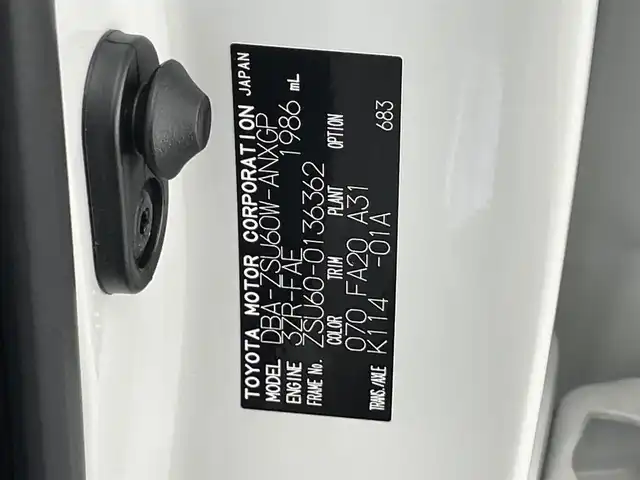 TOYOTA MOTOR CORPORATION JAPAN
MODEL DBA-ZSU60W-ANXGP
ENGINE 3ZR-FAE 1986 mL
FRAME No. ZSU60-0136362
COLOR TRIM PLANT OPTION
070 FA20 A31
TRANS./AXLE K114 -01A 683